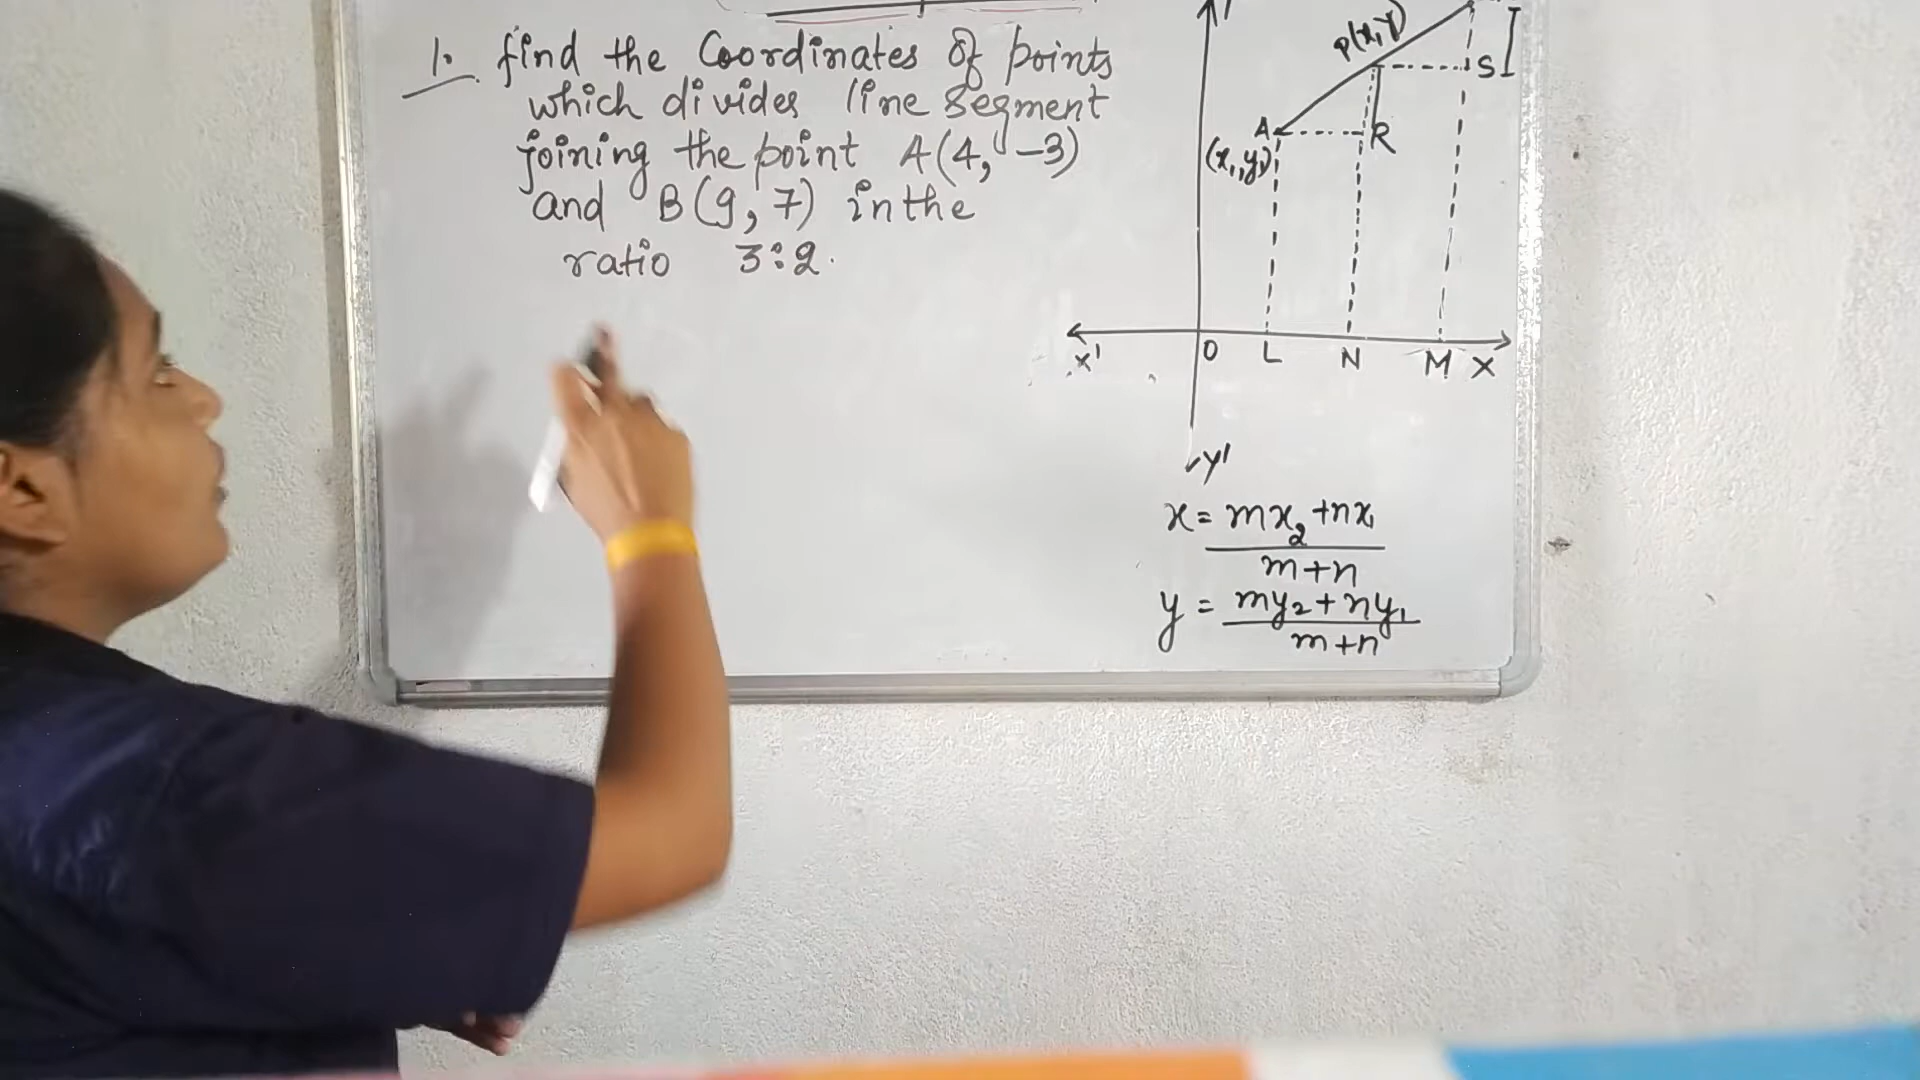 1. find the Coordinates of points
which divides line segment
joining the point A(4, -3)
and B(9, 7) in the
ratio 3:2.
P(x, y)
S
A
R
(x1, y1)
X' O L N M X
Y'
x = mx2 + nx1
m+n
y = my2 + ny1
m+n